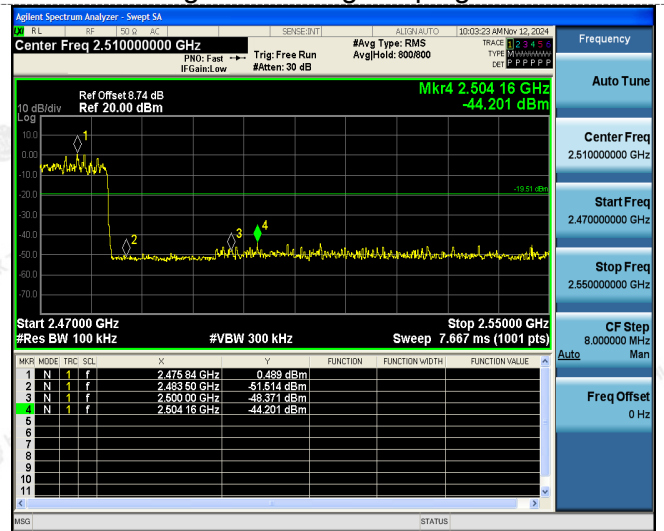 Agilent Spectrum Analyzer - Swept SA
LXI RL RF 50 Ω AC SENSE:INT ALIGN AUTO 10:03:23 AM Nov 12, 2024
Center Freq 2.510000000 GHz
PNO: Fast
IFGain:Low
Trig: Free Run
#Atten: 30 dB
#Avg Type: RMS
Avg|Hold: 800/800
TRACE 1 2 3 4 5 6
TYPE M
DET P P P P P P
Frequency
Auto Tune
Center Freq
2.510000000 GHz
Start Freq
2.470000000 GHz
Stop Freq
2.550000000 GHz
CF Step
8.000000 MHz
Auto Man
Freq Offset
0 Hz
Mkr4 2.504 16 GHz
-44.201 dBm
Ref Offset 8.74 dB
10 dB/div Ref 20.00 dBm
Log
10.0
0.00
-10.0
-20.0
-30.0
-40.0
-50.0
-60.0
-70.0
1
2
3
4
-19.51 dBm
Start 2.47000 GHz Stop 2.55000 GHz
#Res BW 100 kHz #VBW 300 kHz Sweep 7.667 ms (1001 pts)
MKR MODE TRC SCL X Y FUNCTION FUNCTION WIDTH FUNCTION VALUE
1 N 1 f 2.475 84 GHz 0.489 dBm
2 N 1 f 2.483 50 GHz -51.514 dBm
3 N 1 f 2.500 00 GHz -48.371 dBm
4 N 1 f 2.504 16 GHz -44.201 dBm
5
6
7
8
9
10
11
MSG STATUS